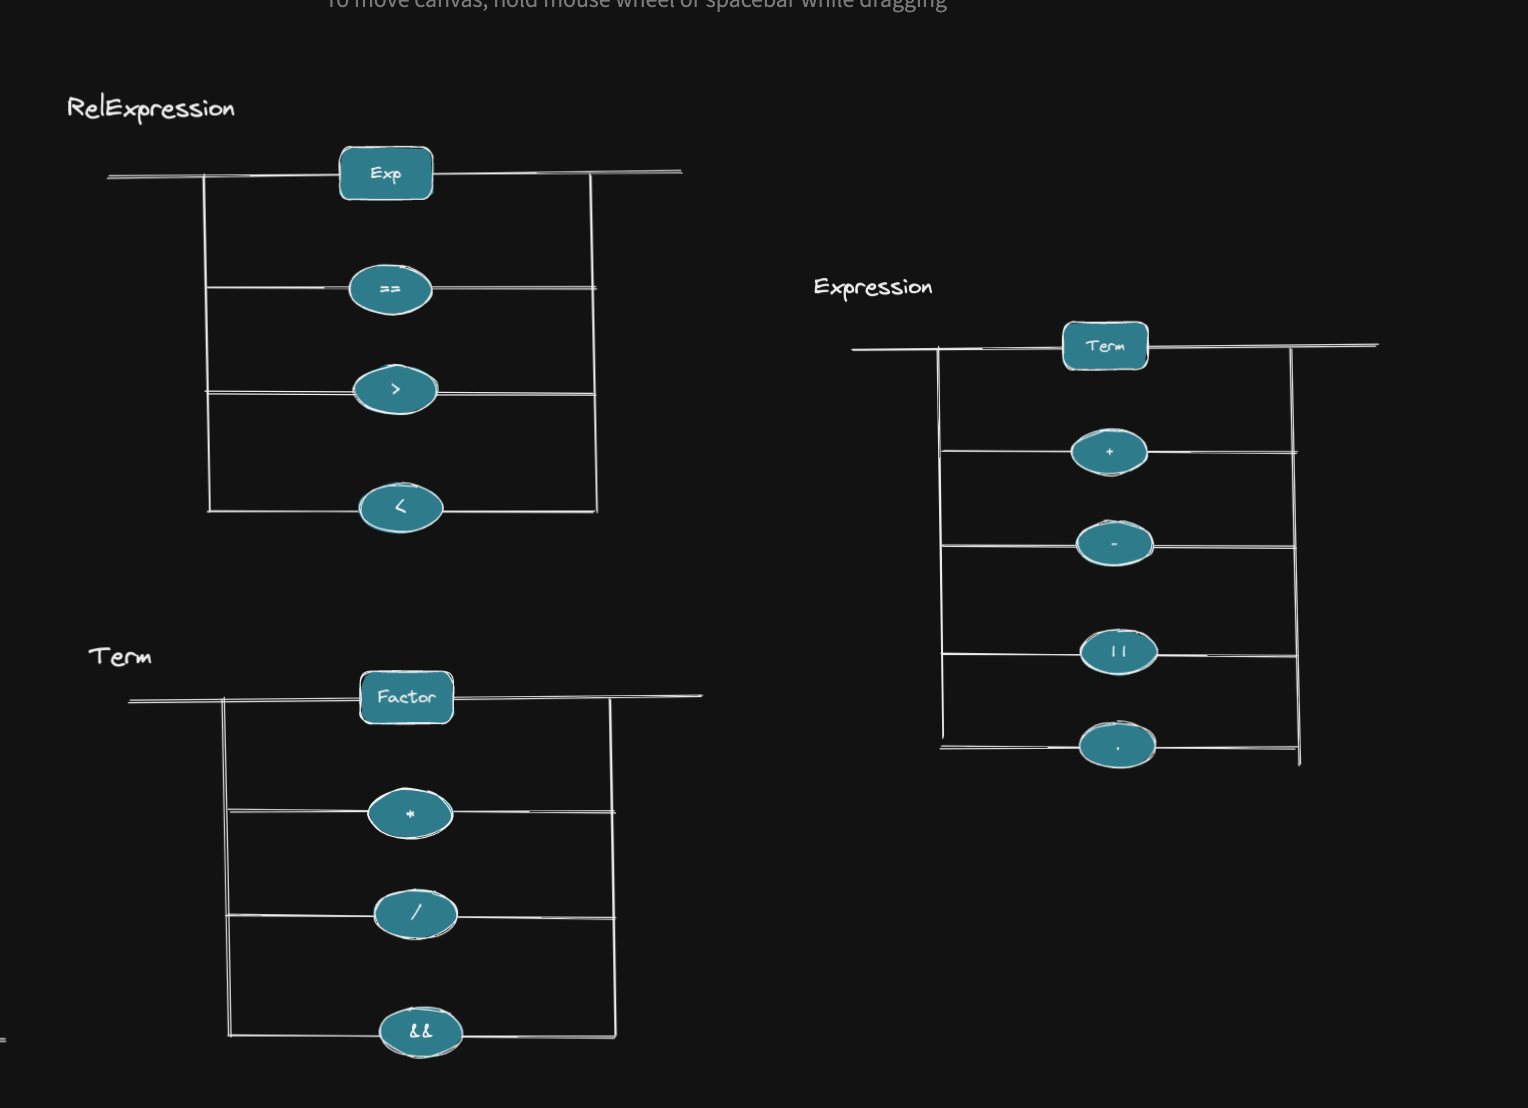 To move canvas, hold mouse wheel or spacebar while dragging
RelExpression
Exp
==
>
<
Expression
Term
+
-
||
.
Term
Factor
*
/
&&